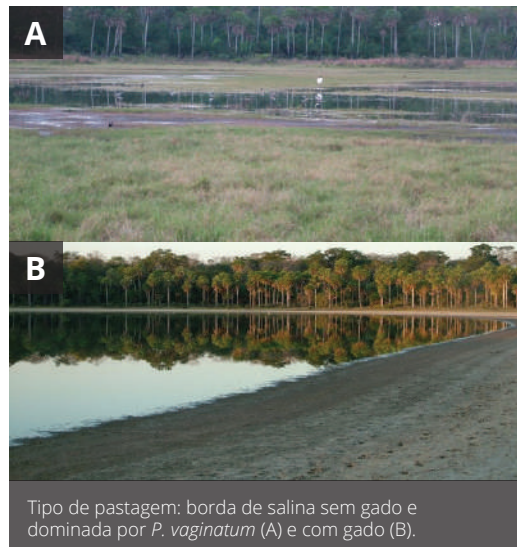 A
B
Tipo de pastagem: borda de salina sem gado e
dominada por P. vaginatum (A) e com gado (B).